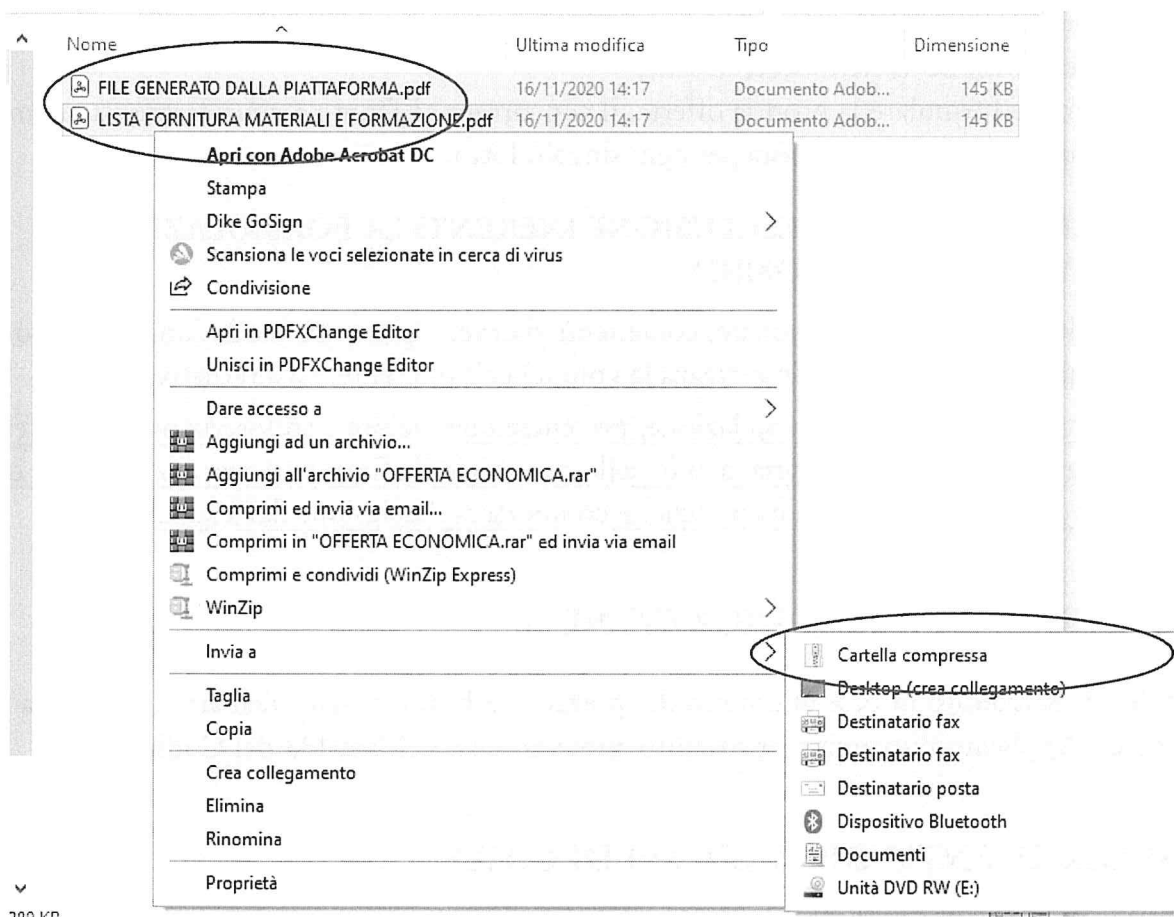 Nome Ultima modifica Tipo Dimensione
FILE GENERATO DALLA PIATTAFORMA.pdf 16/11/2020 14:17 Documento Adob... 145 KB
LISTA FORNITURA MATERIALI E FORMAZIONE.pdf 16/11/2020 14:17 Documento Adob... 145 KB
Apri con Adobe Acrobat DC
Stampa
Dike GoSign
Scansiona le voci selezionate in cerca di virus
Condivisione
Apri in PDFXChange Editor
Unisci in PDFXChange Editor
Dare accesso a
Aggiungi ad un archivio...
Aggiungi all'archivio "OFFERTA ECONOMICA.rar"
Comprimi ed invia via email...
Comprimi in "OFFERTA ECONOMICA.rar" ed invia via email
Comprimi e condividi (WinZip Express)
WinZip
Invia a
Taglia
Copia
Crea collegamento
Elimina
Rinomina
Proprietà
Cartella compressa
Desktop (crea collegamento)
Destinatario fax
Destinatario fax
Destinatario posta
Dispositivo Bluetooth
Documenti
Unità DVD RW (E:)